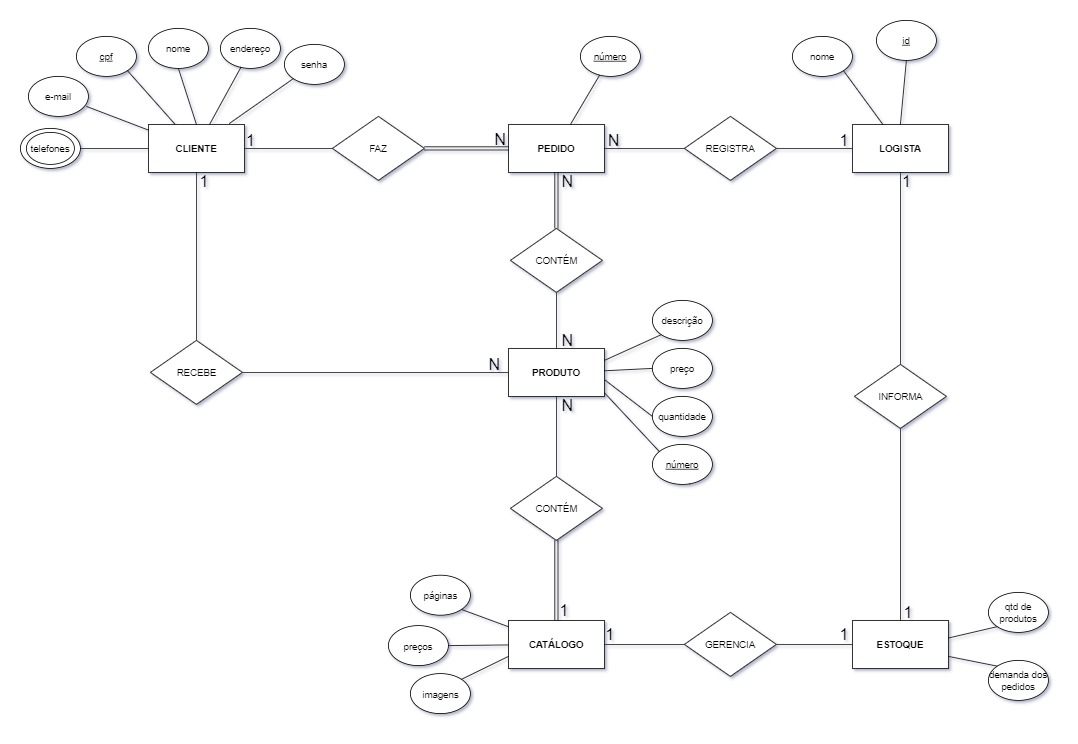 id
cpf
nome
endereço
número
nome
senha
e-mail
telefones
CLIENTE
1
FAZ
N
PEDIDO
N
REGISTRA
1
LOGISTA
1
N
1
CONTÉM
descrição
N
N
preço
RECEBE
PRODUTO
INFORMA
N
quantidade
número
CONTÉM
páginas
1
1
qtd de
produtos
preços
CATÁLOGO
1
GERENCIA
1
ESTOQUE
imagens
demanda dos
pedidos